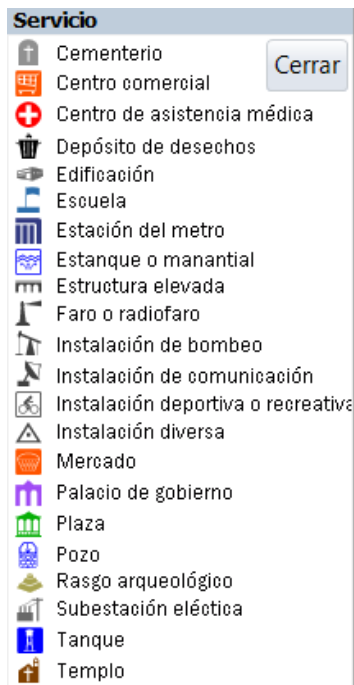 Servicio
Cementerio
Cerrar
Centro comercial
Centro de asistencia médica
Depósito de desechos
Edificación
Escuela
Estación del metro
Estanque o manantial
Estructura elevada
Faro o radiofaro
Instalación de bombeo
Instalación de comunicación
Instalación deportiva o recreativa
Instalación diversa
Mercado
Palacio de gobierno
Plaza
Pozo
Rasgo arqueológico
Subestación eléctica
Tanque
Templo